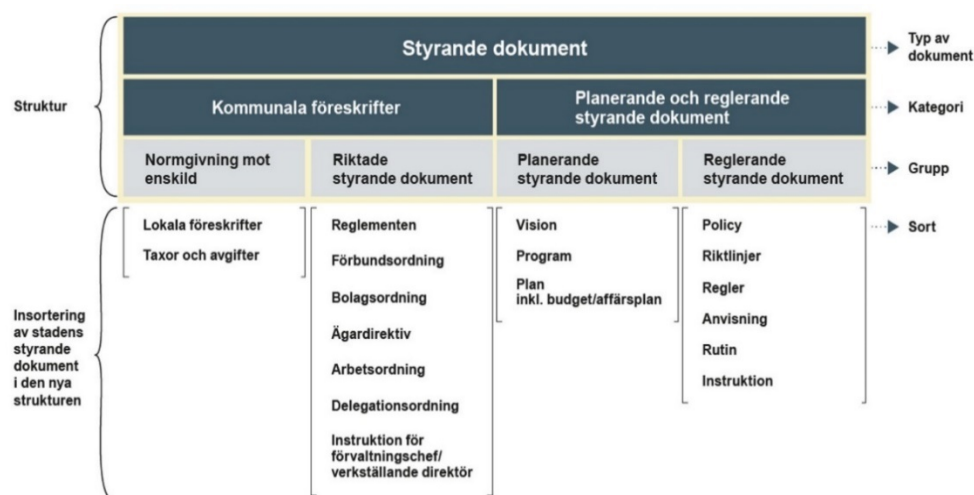 Styrande dokument
Typ av
dokument
Struktur
Kommunala föreskrifter
Planerande och reglerande
styrande dokument
Kategori
Normgivning mot
enskild
Riktade
styrande dokument
Planerande
styrande dokument
Reglerande
styrande dokument
Grupp
Lokala föreskrifter
Taxor och avgifter
Reglementen
Förbundsordning
Bolagsordning
Ägardirektiv
Arbetsordning
Delegationsordning
Instruktion för
förvaltningschef/
verkställande direktör
Vision
Program
Plan
inkl. budget/affärsplan
Policy
Riktlinjer
Regler
Anvisning
Rutin
Instruktion
Sort
Insortering
av stadens
styrande
dokument
i den nya
strukturen